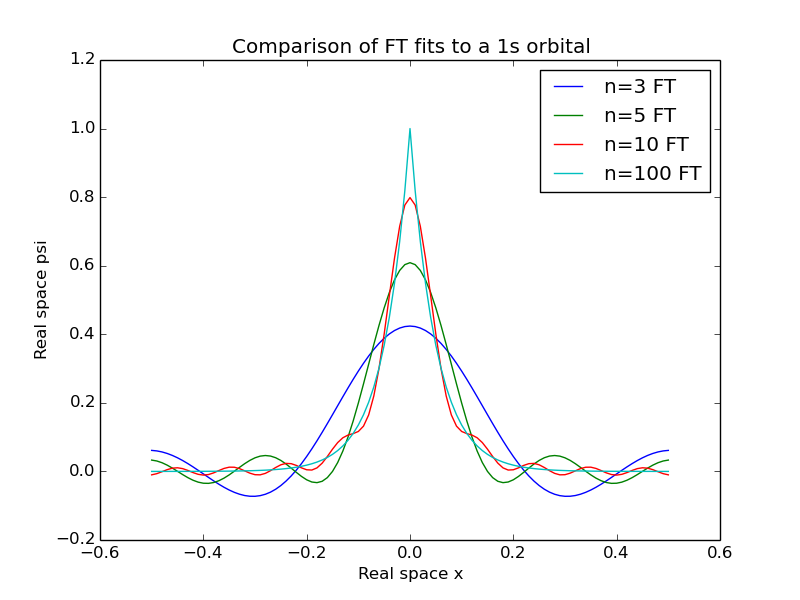 Comparison of FT fits to a 1s orbital
1.2
1.0
0.8
0.6
0.4
0.2
0.0
−0.2
Real space psi
n=3 FT
n=5 FT
n=10 FT
n=100 FT
−0.6 −0.4 −0.2 0.0 0.2 0.4 0.6
Real space x